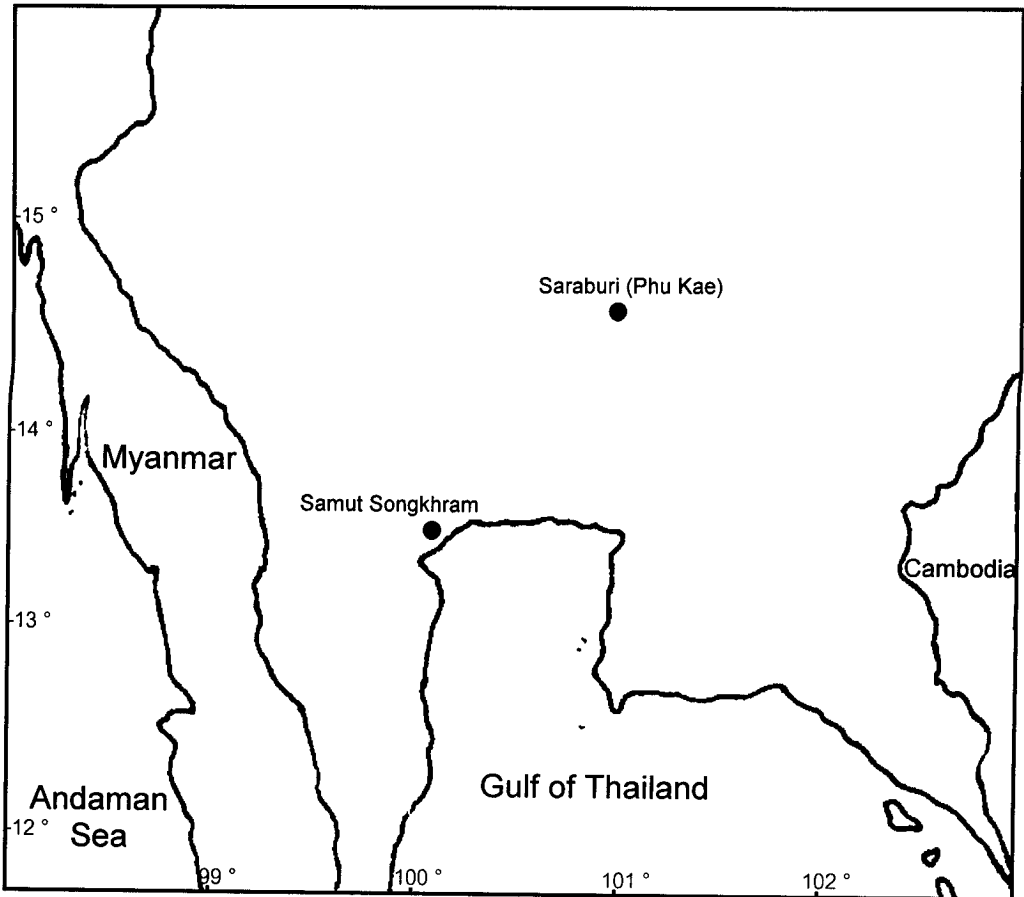 15 °
Saraburi (Phu Kae)
14 °
Myanmar
Samut Songkhram
Cambodia
13 °
Gulf of Thailand
Andaman
Sea
12 °
99 °
100 °
101 °
102 °